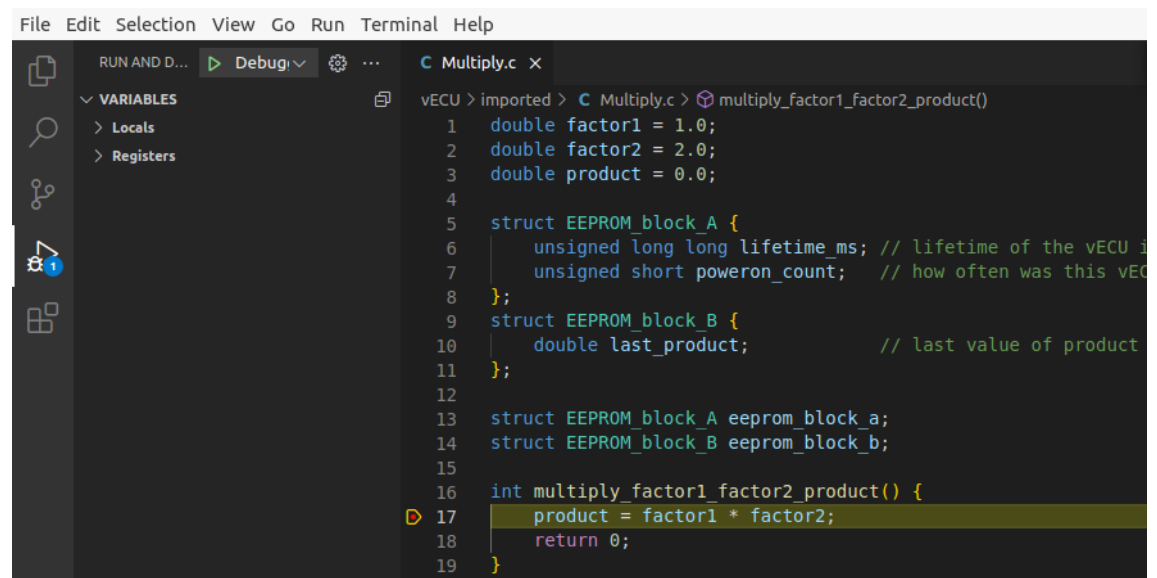 File Edit Selection View Go Run Terminal Help
RUN AND D... Debug
VARIABLES
Locals
Registers
1
C Multiply.c ×
vECU > imported > C Multiply.c > multiply_factor1_factor2_product()
1 double factor1 = 1.0;
2 double factor2 = 2.0;
3 double product = 0.0;
4
5 struct EEPROM_block_A {
6 unsigned long long lifetime_ms; // lifetime of the vECU i
7 unsigned short poweron_count; // how often was this vEC
8 };
9 struct EEPROM_block_B {
10 double last_product; // last value of product
11 };
12
13 struct EEPROM_block_A eeprom_block_a;
14 struct EEPROM_block_B eeprom_block_b;
15
16 int multiply_factor1_factor2_product() {
17 product = factor1 * factor2;
18 return 0;
19 }